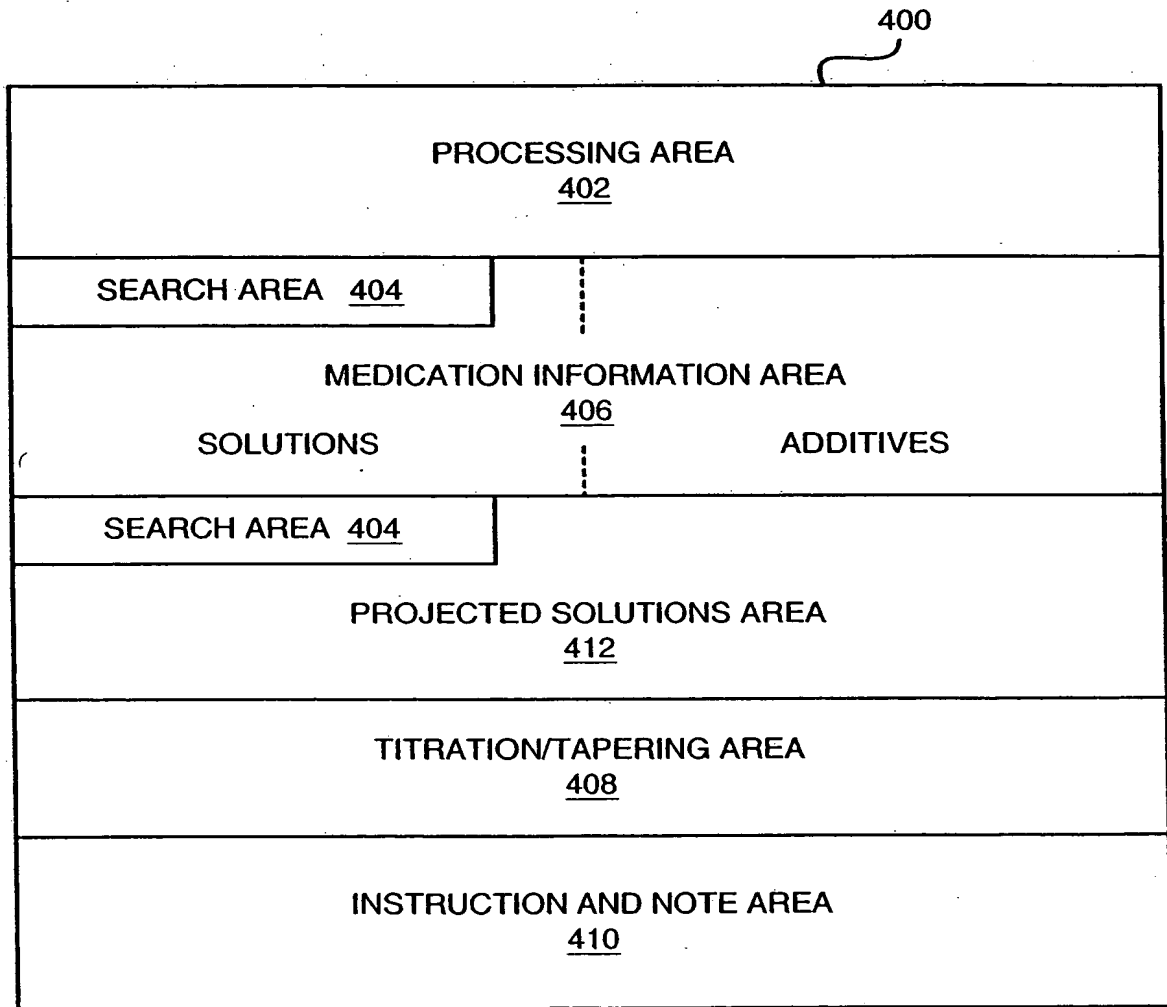 400
PROCESSING AREA
402
SEARCH AREA 404
MEDICATION INFORMATION AREA
406
SOLUTIONS ADDITIVES
SEARCH AREA 404
PROJECTED SOLUTIONS AREA
412
TITRATION/TAPERING AREA
408
INSTRUCTION AND NOTE AREA
410